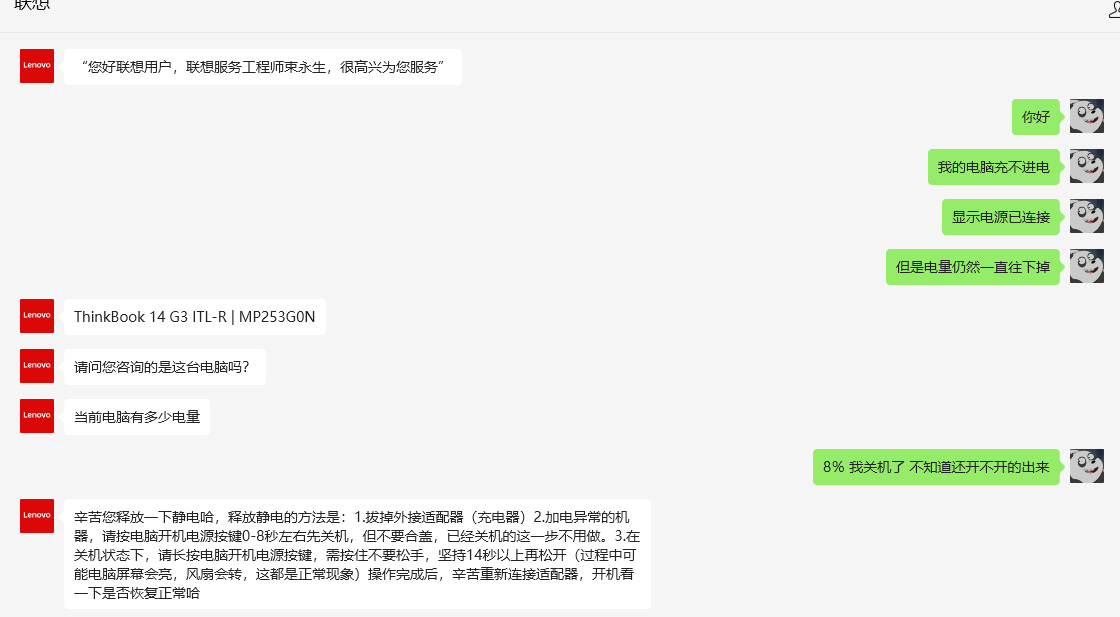 联想
Lenovo
“您好联想用户，联想服务工程师束永生，很高兴为您服务”
你好
我的电脑充不进电
显示电源已连接
但是电量仍然一直往下掉
Lenovo
ThinkBook 14 G3 ITL-R | MP253G0N
Lenovo
请问您咨询的是这台电脑吗？
Lenovo
当前电脑有多少电量
8% 我关机了 不知道还开不开的出来
Lenovo
辛苦您释放一下静电哈，释放静电的方法是：1.拔掉外接适配器（充电器）2.加电异常的机
器，请按电脑开机电源按键0-8秒左右先关机，但不要合盖，已经关机的这一步不用做。3.在
关机状态下，请长按电脑开机电源按键，需按住不要松手，坚持14秒以上再松开（过程中可
能电脑屏幕会亮，风扇会转，这都是正常现象）操作完成后，辛苦重新连接适配器，开机看
一下是否恢复正常哈